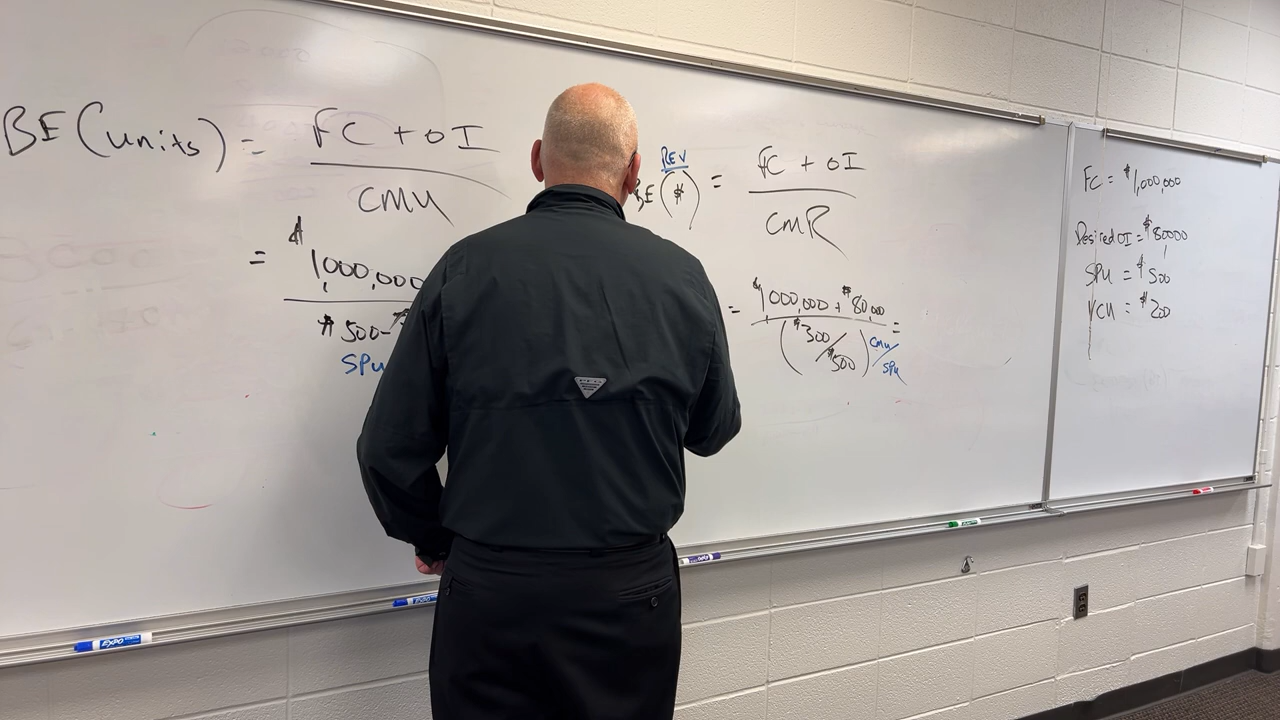 BE (units) = FC + OI
CMU
= $1,000,000
$500 - $
SPU
REV
BE ($) = FC + OI
CMR
= $1,000,000 + $80,000 =
($300/$500) CMU/SPU
FC = $1,000,000
Desired OI = $80000
SPU = $500
VCU = $200
EXPO